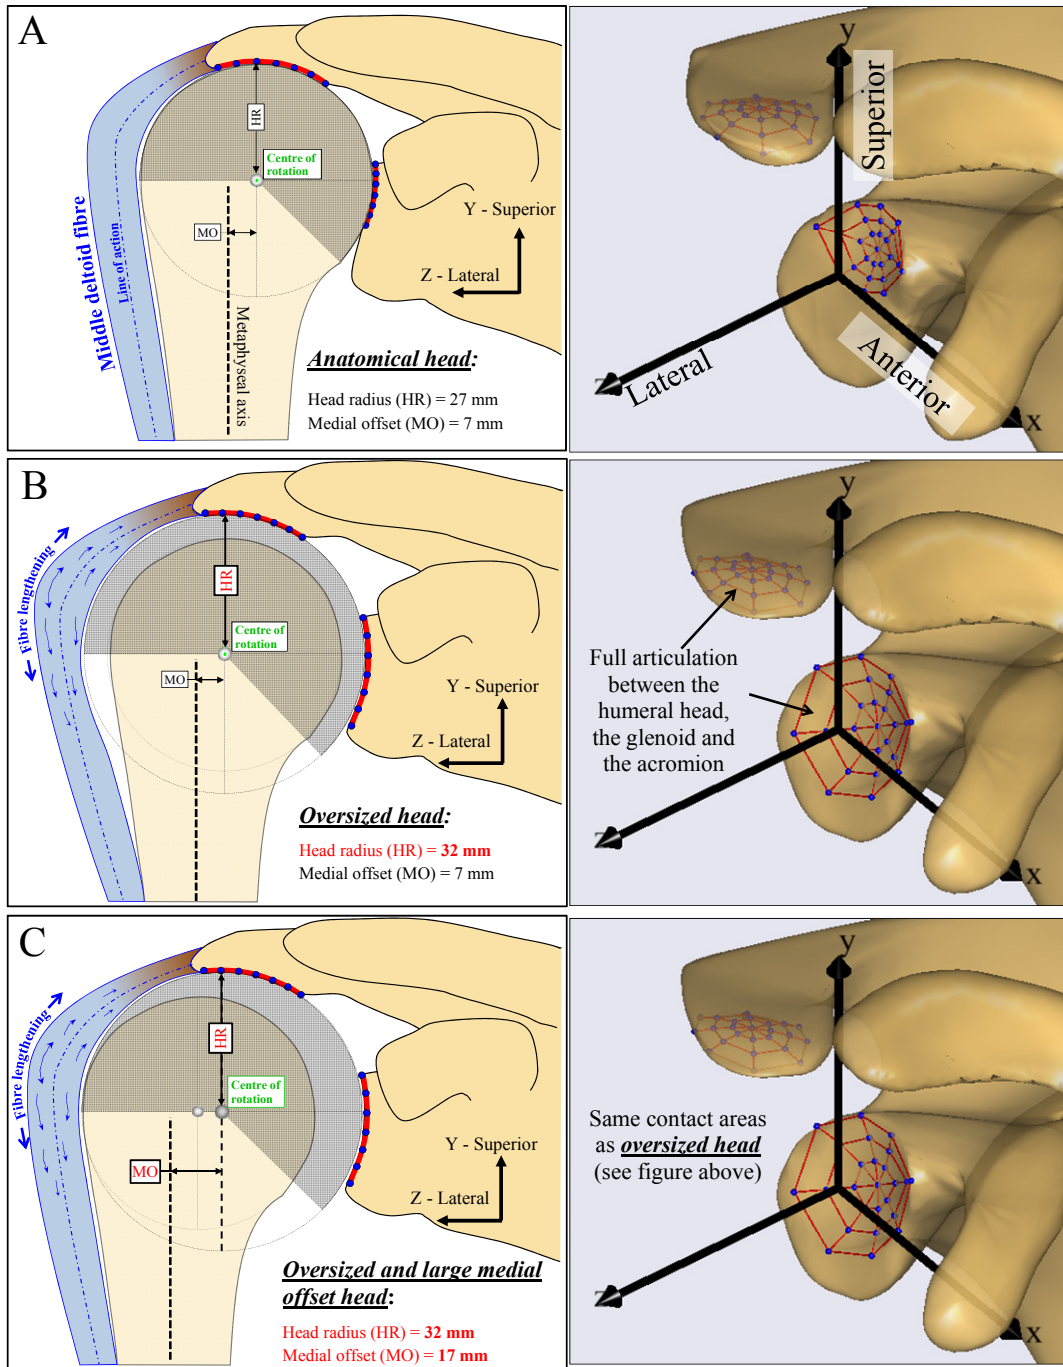 A
HR
Centre of
rotation
MO
Middle deltoid fibre
Line of action
Metaphyseal axis
Y - Superior
Z - Lateral
Anatomical head:
Head radius (HR) = 27 mm
Medial offset (MO) = 7 mm
y
Superior
Lateral
Anterior
z
x
B
Fibre lengthening
HR
Centre of
rotation
MO
Y - Superior
Z - Lateral
Oversized head:
Head radius (HR) = 32 mm
Medial offset (MO) = 7 mm
y
Full articulation
between the
humeral head,
the glenoid and
the acromion
z
x
C
Fibre lengthening
HR
Centre of
rotation
MO
Y - Superior
Z - Lateral
Oversized and large medial
offset head:
Head radius (HR) = 32 mm
Medial offset (MO) = 17 mm
y
Same contact areas
as oversized head
(see figure above)
z
x